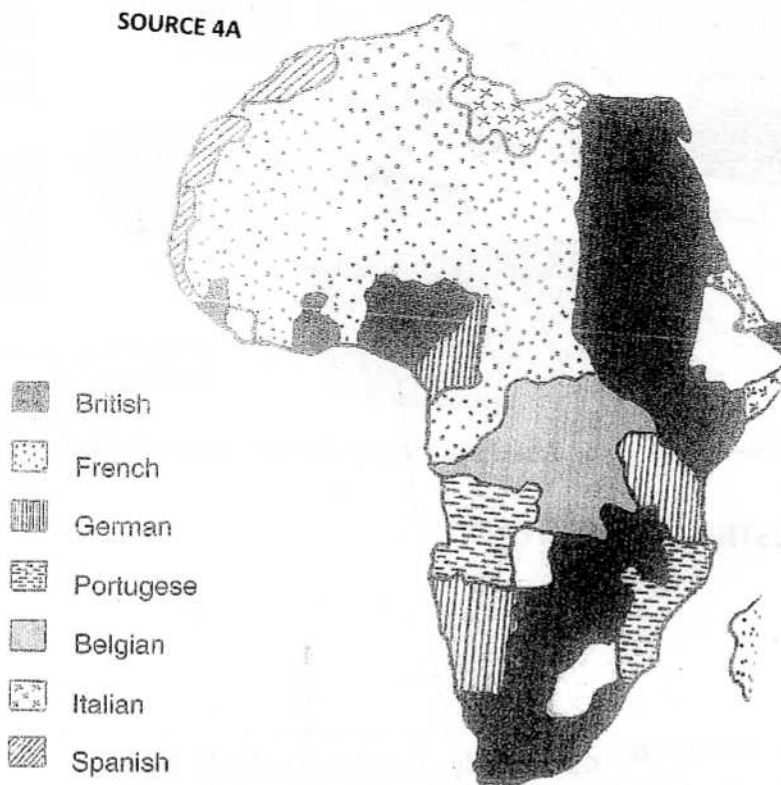 SOURCE 4A
British
French
German
Portugese
Belgian
Italian
Spanish